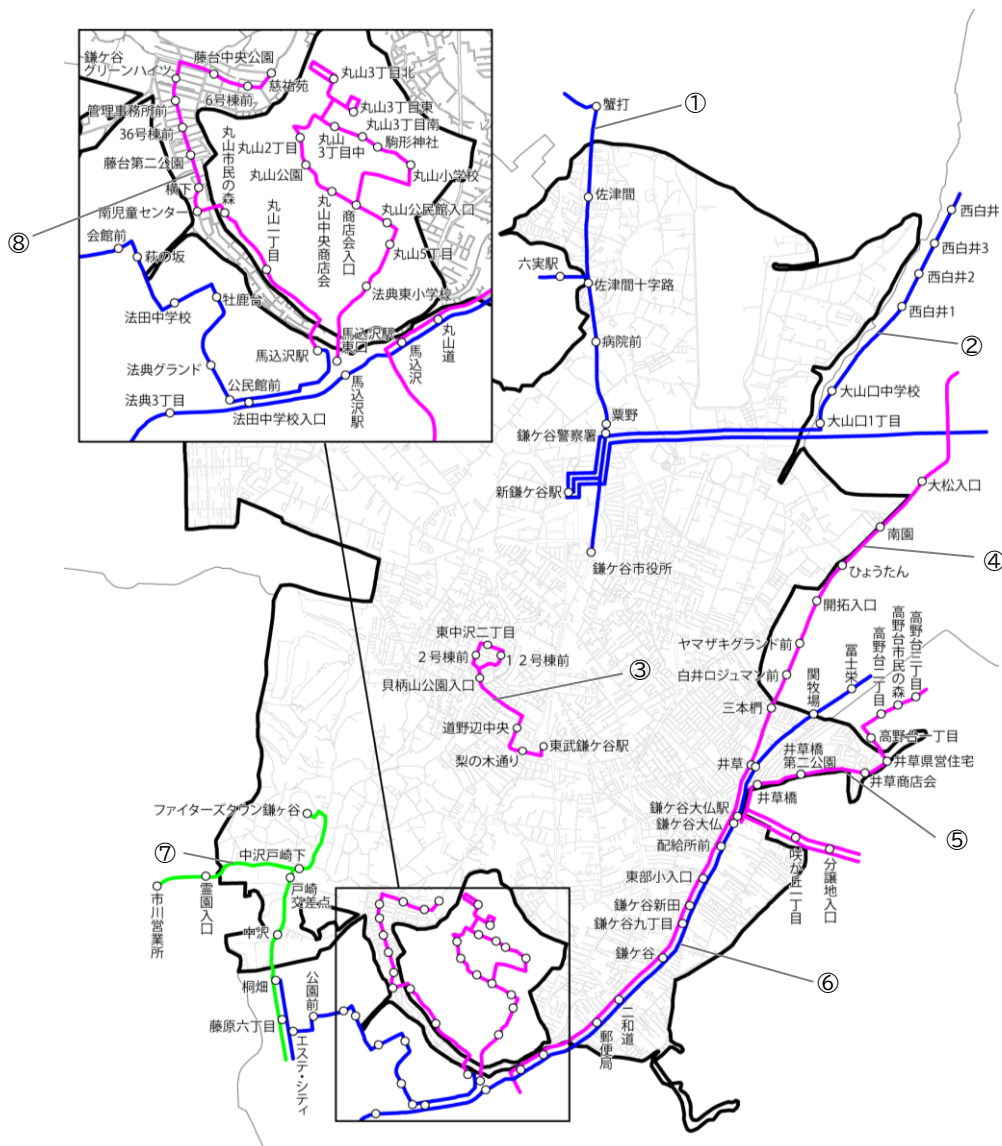 鎌ケ谷
グリーンハイツ
藤台中央公園
慈祐苑
6号棟前
管理事務所前
36号棟前
藤台第二公園
横下
南児童センター
丸山市民の森
丸山一丁目
丸山3丁目北
丸山3丁目東
丸山3丁目南
丸山
3丁目中
駒形神社
丸山2丁目
丸山公園
丸山小学校
丸山中央商店会
商店会入口
丸山公民館入口
丸山5丁目
法典東小学校
会館前
萩の坂
法田中学校
牡鹿台
法典グランド
公民館前
法典3丁目
法田中学校入口
馬込沢駅
馬込沢駅
東口
馬込沢駅
馬込沢
丸山道
⑧
蟹打
①
佐津間
六実駅
佐津間十字路
病院前
粟野
鎌ケ谷警察署
新鎌ケ谷駅
鎌ケ谷市役所
西白井
西白井3
西白井2
西白井1
②
大山口中学校
大山口1丁目
大松入口
南園
④
ひょうたん
開拓入口
ヤマザキグランド前
白井ロジュマン前
三本椚
関牧場
冨士栄
高野台二丁目
高野台市民の森
高野台三丁目
高野台一丁目
井草
井草橋
第二公園
井草県営住宅
井草商店会
井草橋
⑤
鎌ケ谷大仏駅
鎌ケ谷大仏
配給所前
咲が丘一丁目
分譲地入口
東部小入口
鎌ケ谷新田
鎌ケ谷九丁目
鎌ケ谷
⑥
二和道
郵便局
東中沢二丁目
2号棟前
12号棟前
貝柄山公園入口
③
道野辺中央
梨の木通り
東武鎌ケ谷駅
ファイターズタウン鎌ケ谷
⑦
中沢戸崎下
戸崎
交差点
市川営業所
霊園入口
中沢
桐畑
公園前
藤原六丁目
エステ・シティ